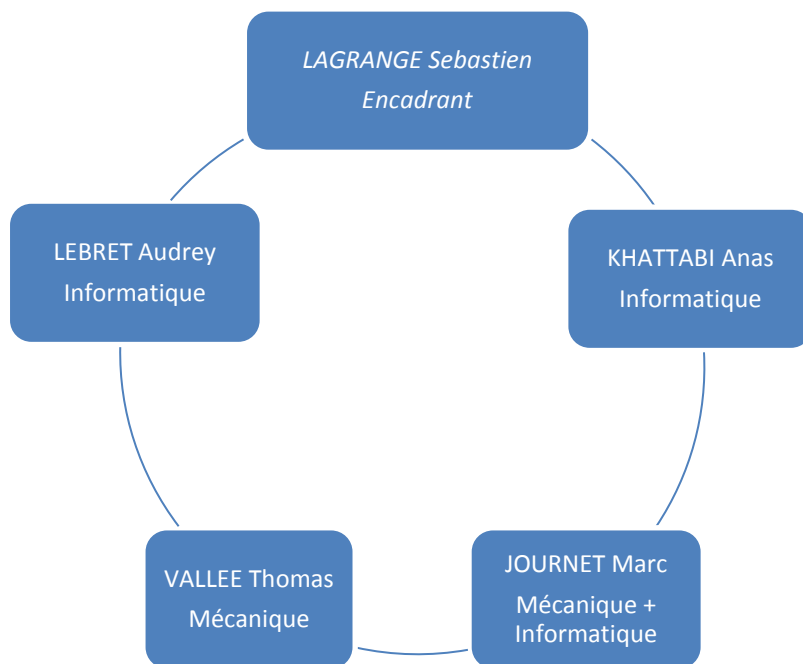 LAGRANGE Sebastien
Encadrant
LEBRET Audrey
Informatique
KHATTABI Anas
Informatique
VALLEE Thomas
Mécanique
JOURNET Marc
Mécanique +
Informatique